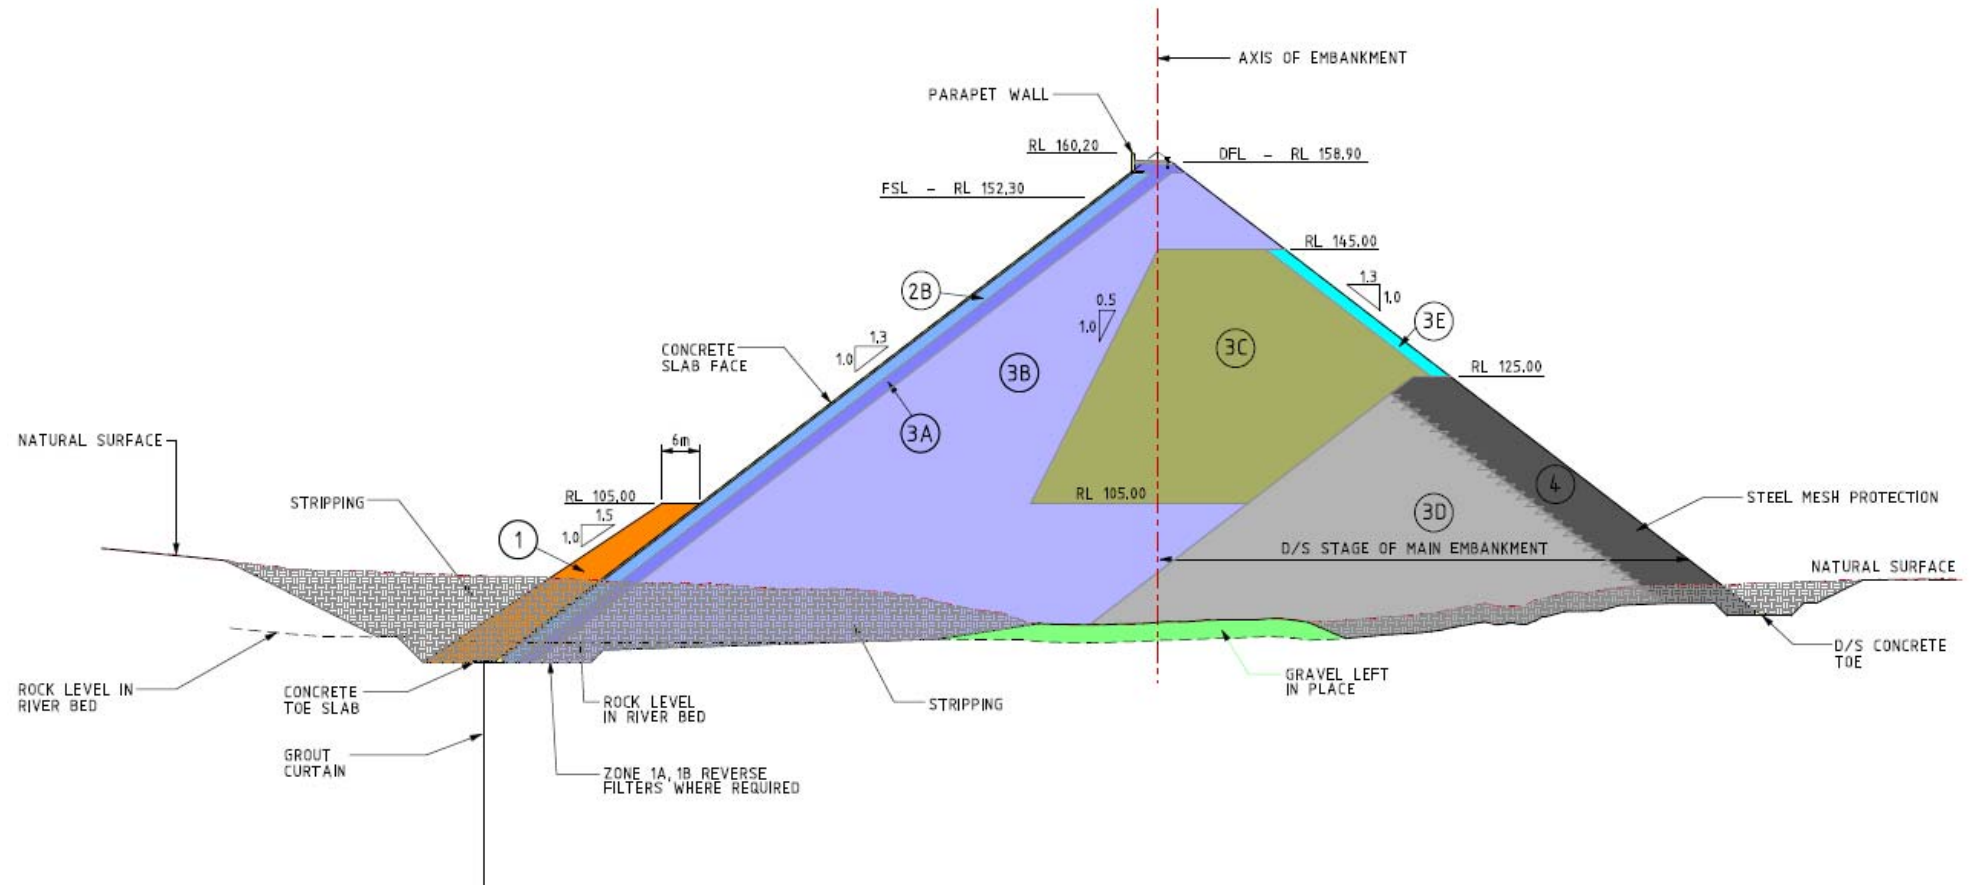 AXIS OF EMBANKMENT
PARAPET WALL
RL 160,20
DFL - RL 158,90
FSL - RL 152,30
RL 145.00
1.3
1,0
2B
0.5
1.0
3E
3C
1.3
1.0
CONCRETE
SLAB FACE
3B
RL 125.00
3A
NATURAL SURFACE
6m
4
RL 105,00
RL 105.00
STRIPPING
STEEL MESH PROTECTION
1.5
1.0
1
3D
D/S STAGE OF MAIN EMBANKMENT
NATURAL SURFACE
D/S CONCRETE
TOE
ROCK LEVEL IN
RIVER BED
CONCRETE
TOE SLAB
ROCK LEVEL
IN RIVER BED
STRIPPING
GRAVEL LEFT
IN PLACE
GROUT
CURTAIN
ZONE 1A, 1B REVERSE
FILTERS WHERE REQUIRED